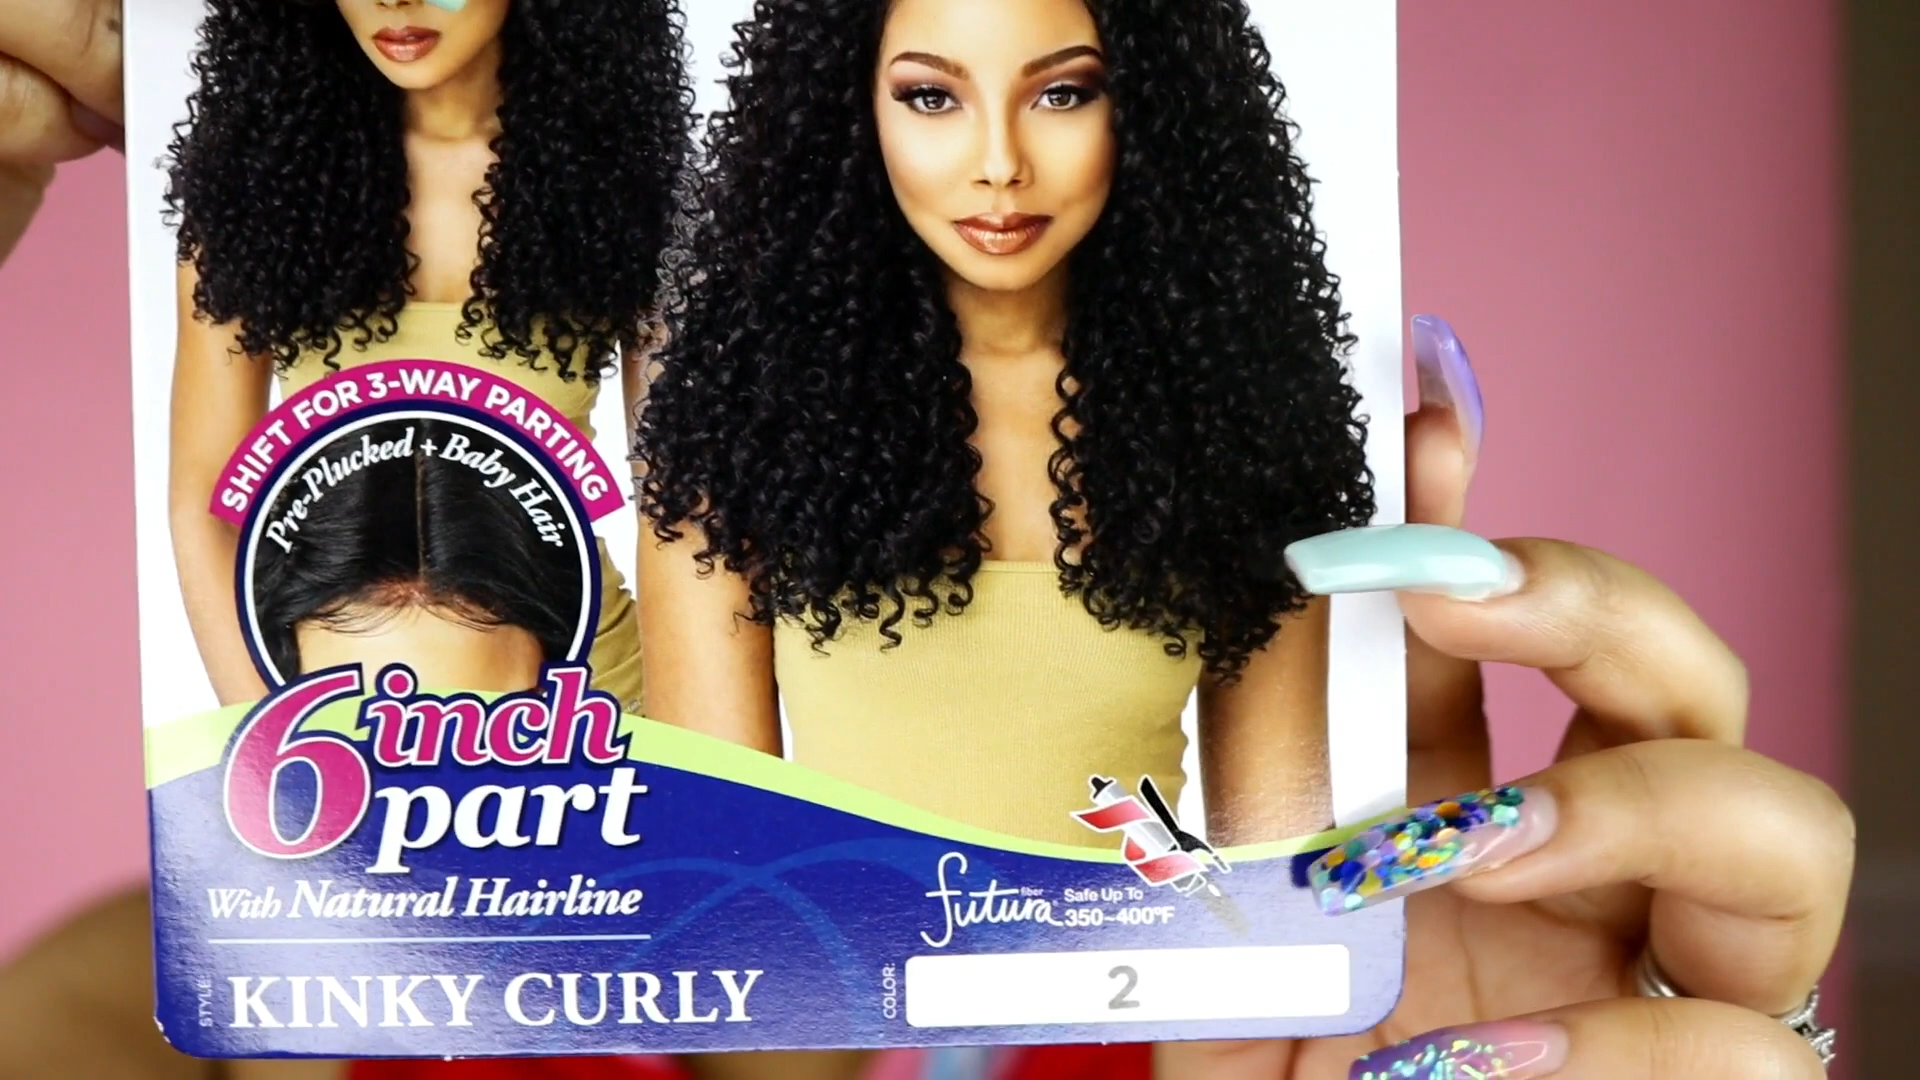 SHIFT FOR 3-WAY PARTING
Pre-Plucked + Baby Hair
6 inch
part
With Natural Hairline
STYLE: KINKY CURLY
futura fiber
Safe Up To
350~400ºF
COLOR: 2